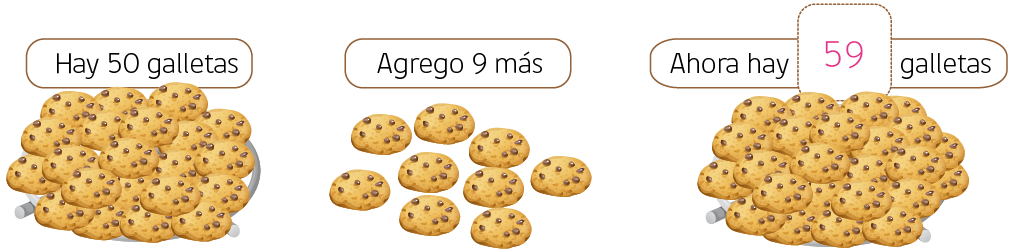 Hay 50 galletas
Agrego 9 más
Ahora hay 59 galletas